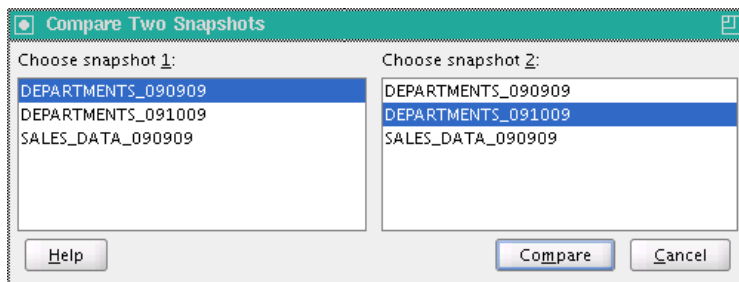 Compare Two Snapshots
Choose snapshot 1:
DEPARTMENTS_090909
DEPARTMENTS_091009
SALES_DATA_090909
Choose snapshot 2:
DEPARTMENTS_090909
DEPARTMENTS_091009
SALES_DATA_090909
Help
Compare
Cancel